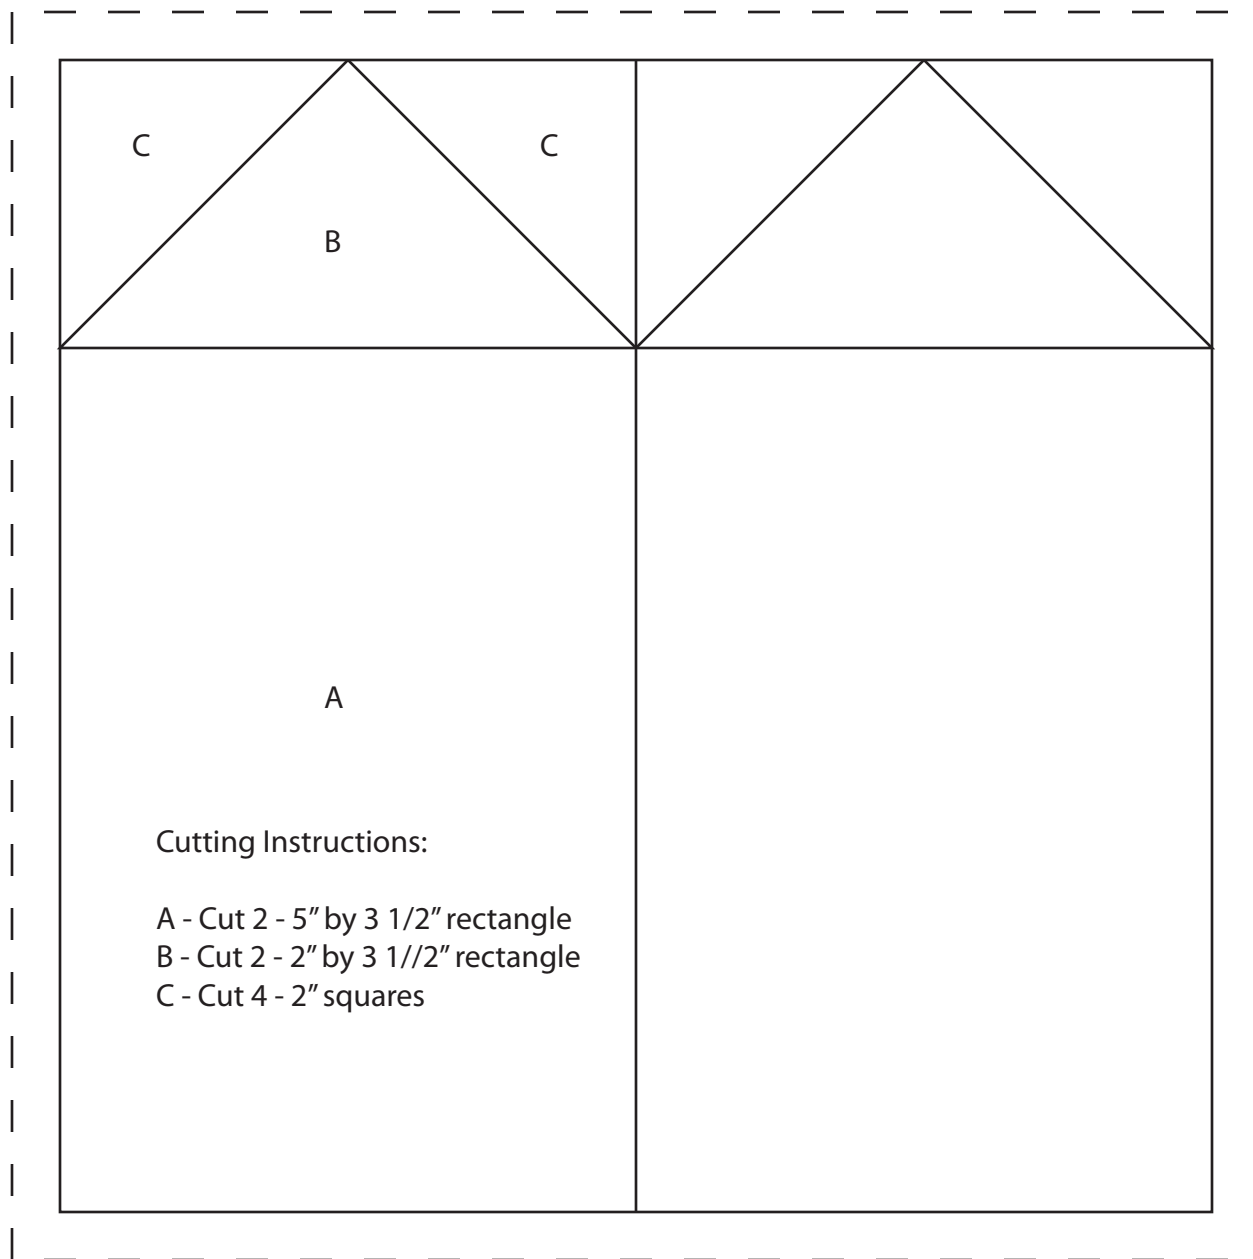 C
C
B
A
Cutting Instructions:
A - Cut 2 - 5” by 3 1/2” rectangle
B - Cut 2 - 2” by 3 1//2” rectangle
C - Cut 4 - 2” squares